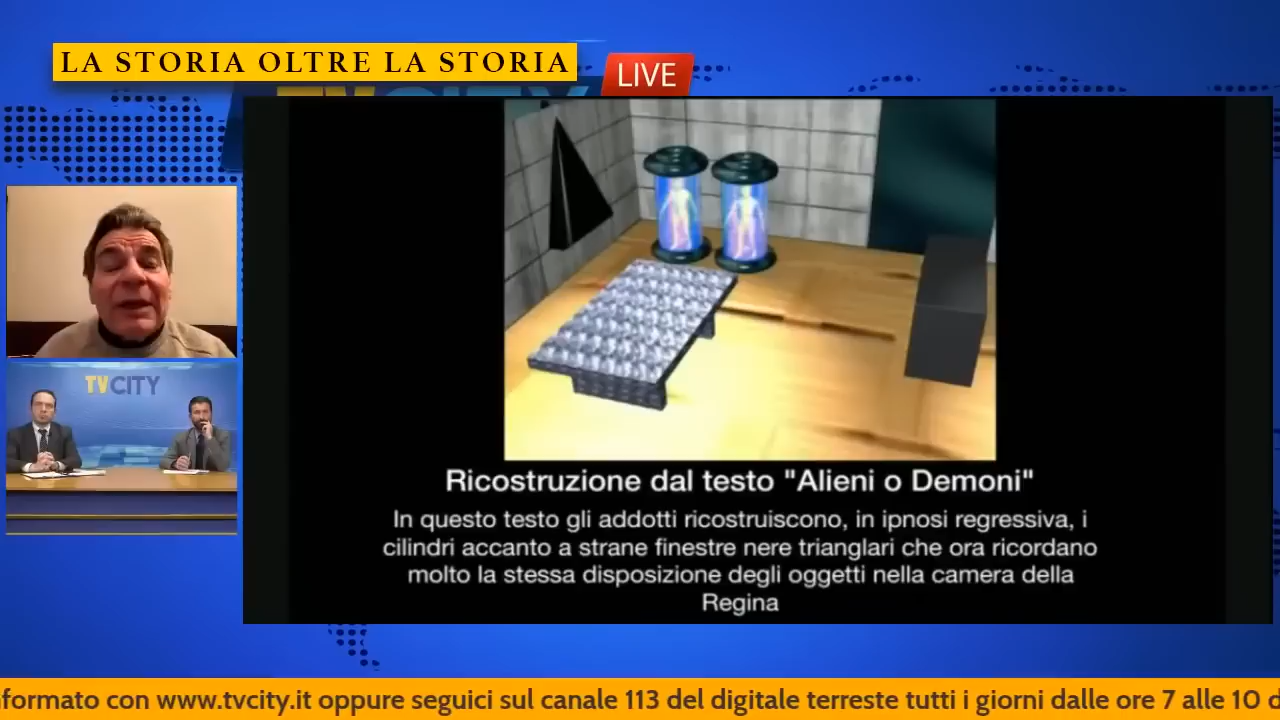 LA STORIA OLTRE LA STORIA
LIVE
TVCITY
TVCITY
Ricostruzione dal testo "Alieni o Demoni"
In questo testo gli addotti ricostruiscono, in ipnosi regressiva, i
cilindri accanto a strane finestre nere trianglari che ora ricordano
molto la stessa disposizione degli oggetti nella camera della
Regina
formato con www.tvcity.it oppure seguici sul canale 113 del digitale terreste tutti i giorni dalle ore 7 alle 10 d